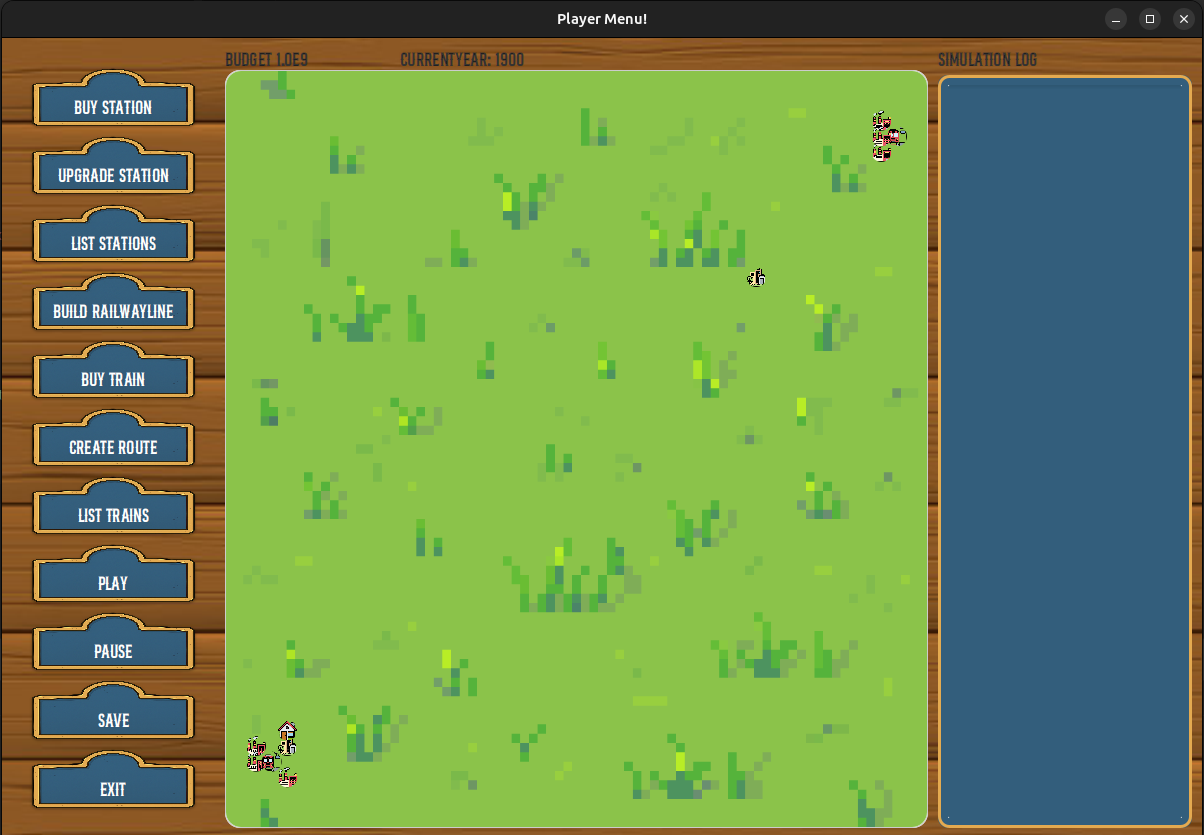 Player Menu!
BUDGET 1.0E9
CURRENTYEAR: 1900
SIMULATION LOG
BUY STATION
UPGRADE STATION
LIST STATIONS
BUILD RAILWAYLINE
BUY TRAIN
CREATE ROUTE
LIST TRAINS
PLAY
PAUSE
SAVE
EXIT